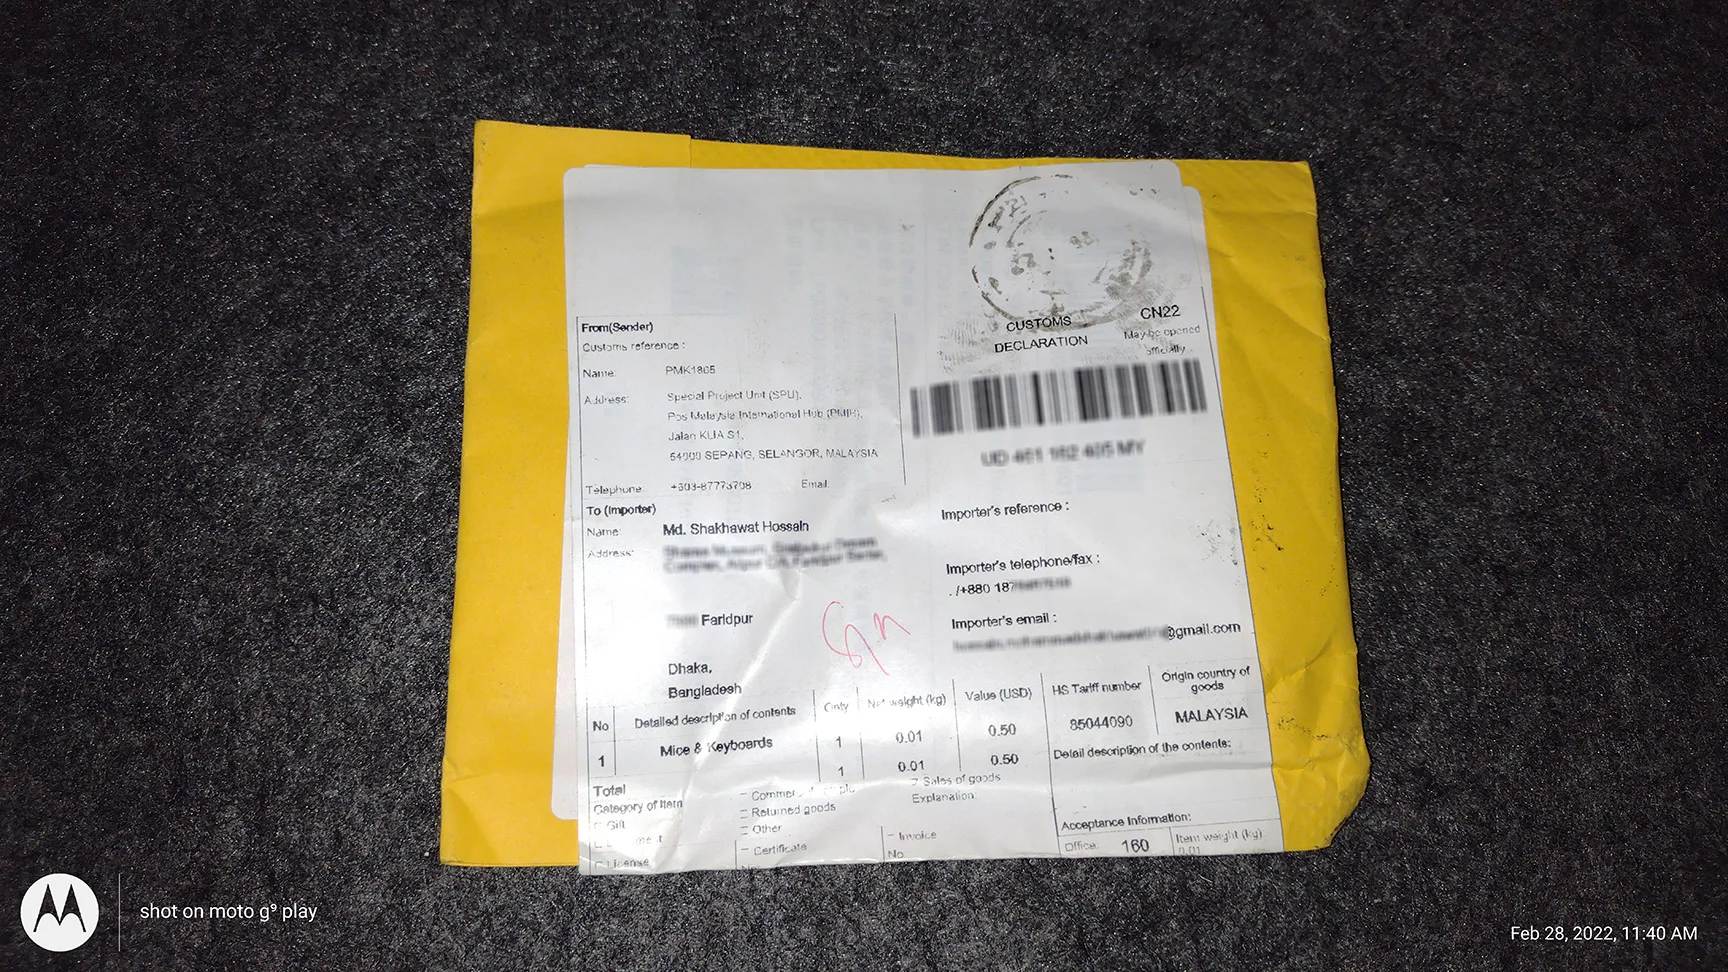 From(Sender)
Customs reference :
Name: PMK1865
Address: Special Project Unit (SPU),
Pos Malaysia International Hub (PMIH),
Jalan KLIA S1,
64000 SEPANG, SELANGOR, MALAYSIA
Telephone: Email:
CUSTOMS
DECLARATION
CN22
May be opened
officially
To (Importer)
Name: Md. Shakhawat Hossain
Address:
Faridpur
Dhaka,
Bangladesh
Importer's reference :
Importer's telephone/fax :
./+880 18
Importer's email :
@gmail.com
No Detailed description of contents Qnty Net weight (kg) Value (USD) HS Tariff number Origin country of
goods
1 Mice & Keyboards 1 0.01 0.50 85044090 MALAYSIA
Total 1 0.01 0.50
Detail description of the contents:
Category of Item
Gift
Returned goods
Other
Sales of goods
Explanation:
License
Certificate
Invoice
No
Acceptance Information:
Office: 160 Item weight (kg):
0.01
shot on moto g⁹ play
Feb 28, 2022, 11:40 AM